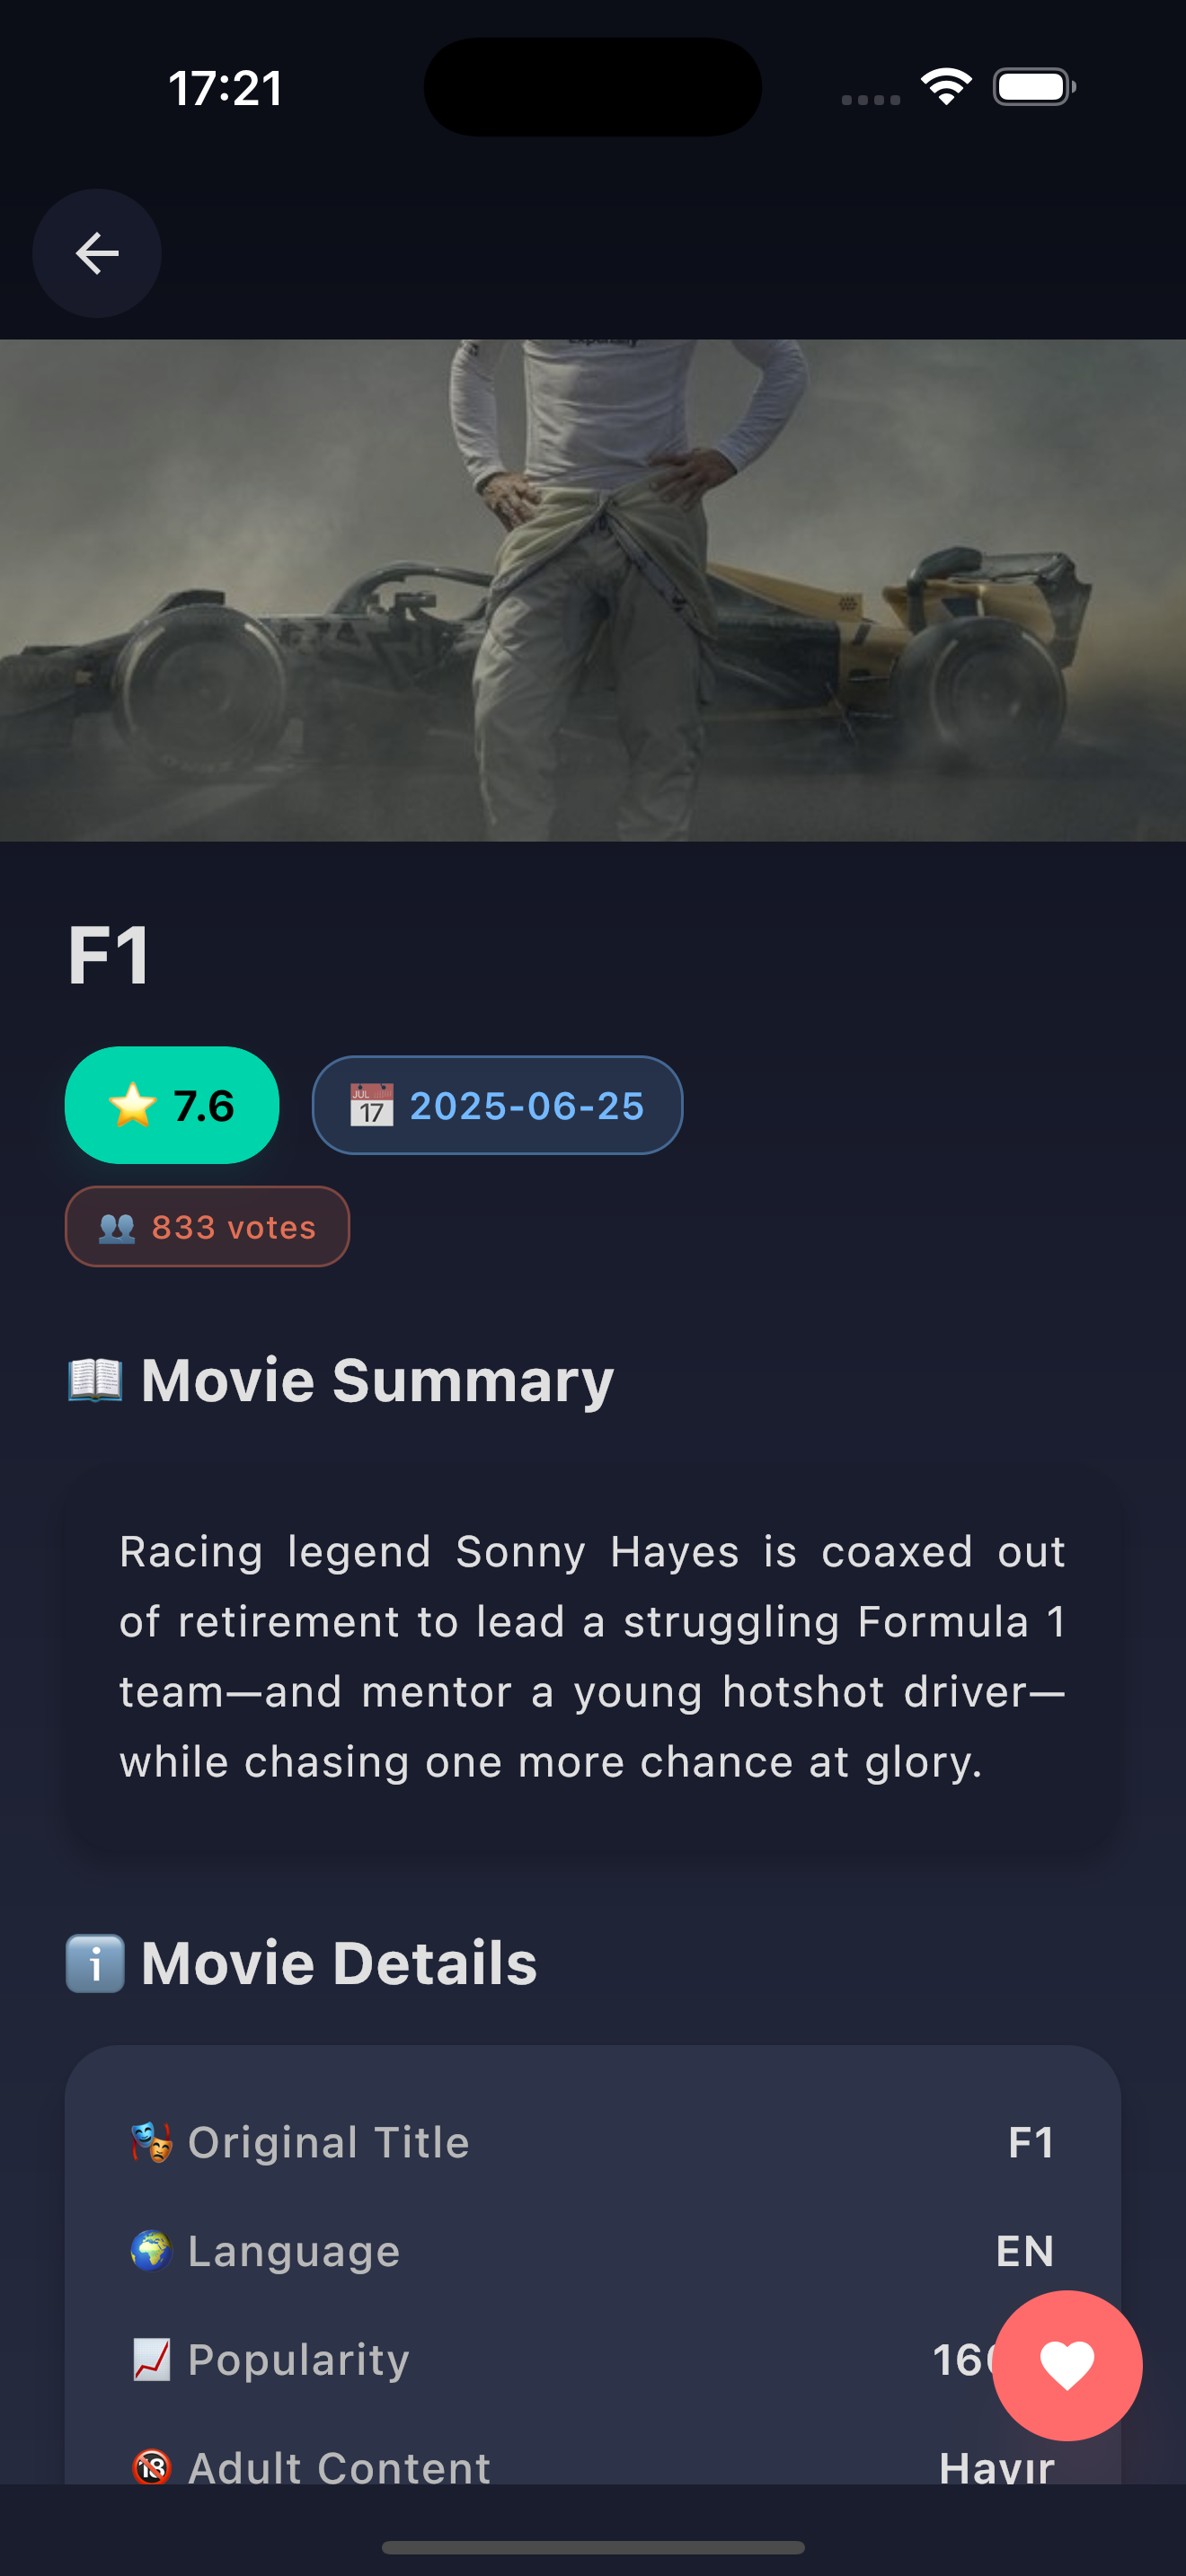 17:21
F1
7.6
JUL
17
2025-06-25
833 votes
Movie Summary
Racing legend Sonny Hayes is coaxed out
of retirement to lead a struggling Formula 1
team—and mentor a young hotshot driver—
while chasing one more chance at glory.
Movie Details
Original Title F1
Language EN
Popularity
Adult Content Hayır